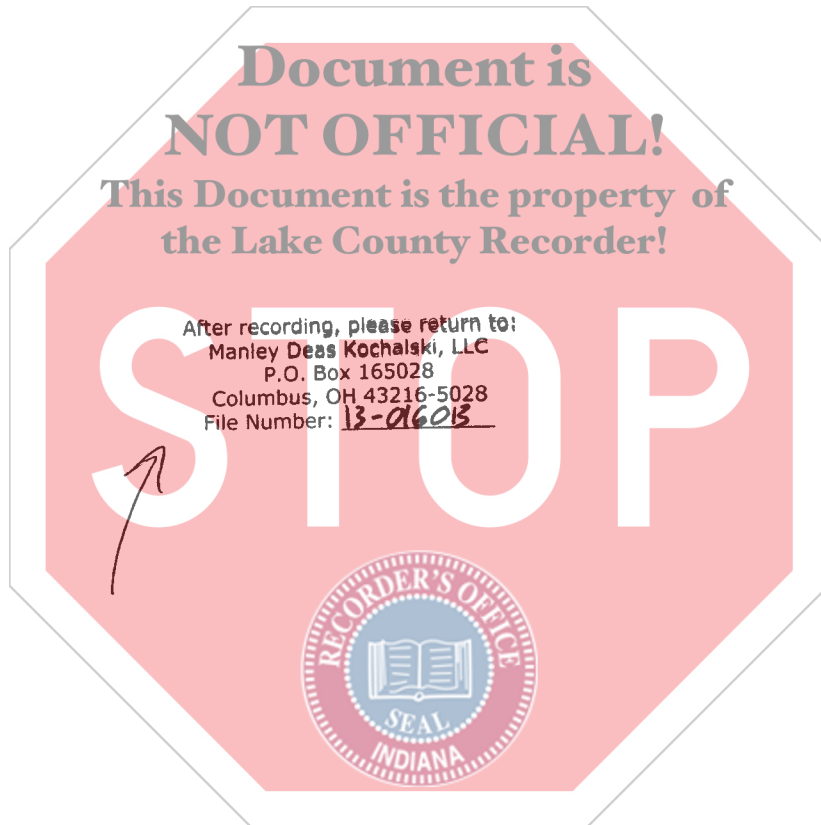 Document is
NOT OFFICIAL!
This Document is the property of
the Lake County Recorder!
STOP
After recording, please return to:
Manley Deas Kochalski, LLC
P.O. Box 165028
Columbus, OH 43216-5028
File Number: 13-016013
RECORDER'S OFFICE
SEAL
INDIANA